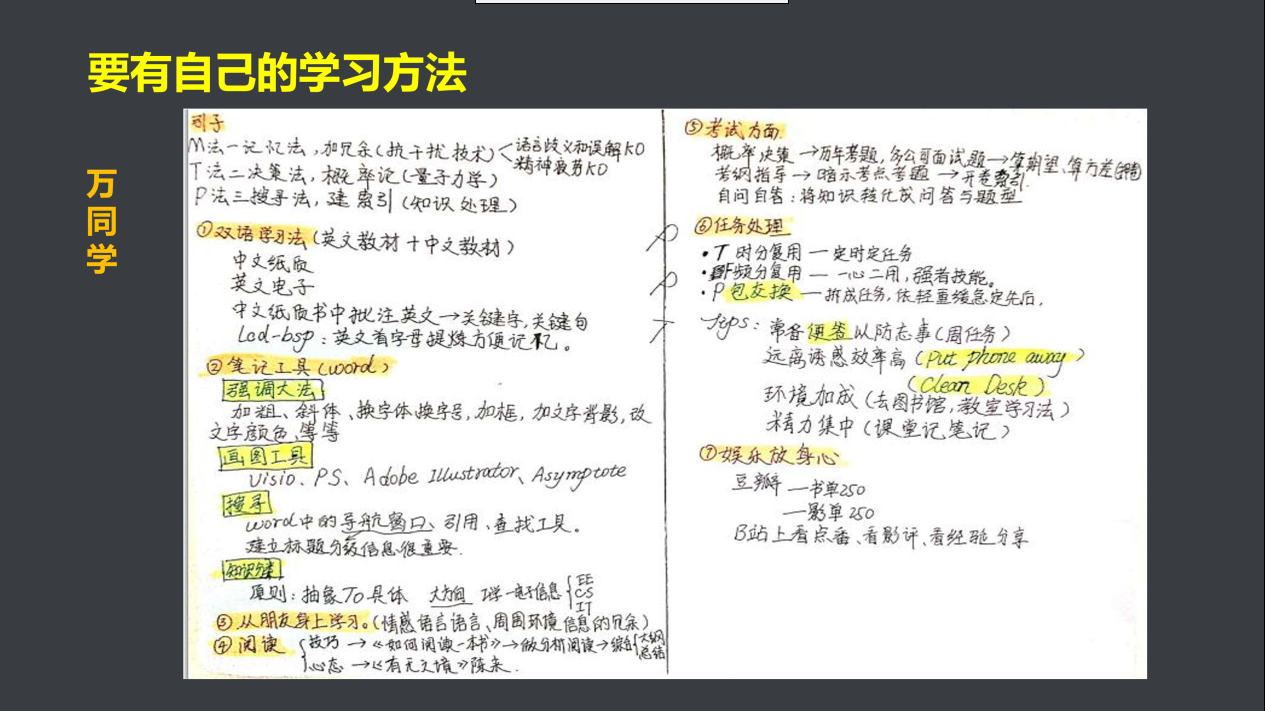 要有自己的学习方法
万同学
引子
M法一记忆法,加冗余(抗干扰技术)<语言歧义和误解KO
精神疲劳KO
T法二决策法,概率论(量子力学)
P法三搜寻法,建索引(知识处理)
①双语学习法(英文教材+中文教材)
中文纸质
英文电子
中文纸质书中批注英文→关键字,关键句
Lcd-bsp:英文首字母提炼方便记忆。
②笔记工具(word)
强调大法
加粗、斜体、换字体换字号,加框,加文字背影,改
文字颜色、等等
画图工具
Visio、PS、Adobe Illustrator、Asymptote
搜寻
word中的导航窗口、引用、查找工具。
建立标题分级信息很重要.
知识分类
原则:抽象To具体 大方向 工学—电子信息{EE
CS
IT
③从朋友身上学习。(情感语言语言、周围环境信息的冗余)
④阅读{技巧→《如何阅读一本书》→做分析阅读→综合{大纲
总结
心态→《有无之境》陈来.
⑤考试方面.
概率决策→历年考题,各公司面试题→算期望、算方差
考纲指导→暗示考点考题→开卷索引.
自问自答:将知识转化成问答与题型
⑥任务处理
P
·T 时分复用—定时定任务
P
·F频分复用—一心二用,强者技能。
T
·P 包交换—拆成任务,依轻重缓急定先后,
Tips:常备便签以防忘事(周任务)
远离诱惑效率高(Put phone away)
(Clean Desk)
环境加成(去图书馆,教室学习法)
精力集中(课堂记笔记)
⑦娱乐放身心
豆瓣—书单250
—影单250
B站上看点番、看影评、看经验分享